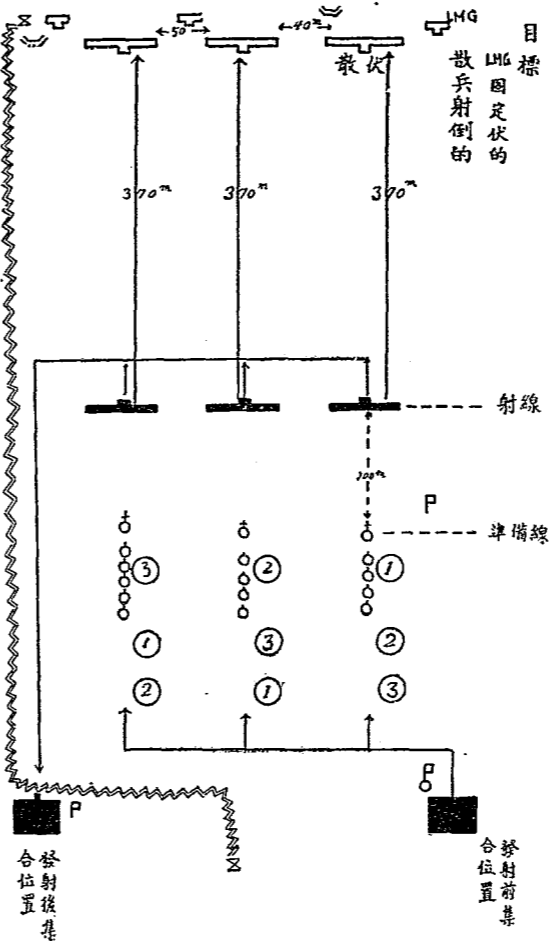 目標
LMG固定伏的
散兵射倒的
LMG
50
40m
散伏
370m
370m
370m
射線
100m
準備線
③
②
①
①
③
②
②
①
③
發射前集
合位置
發射後集
合位置